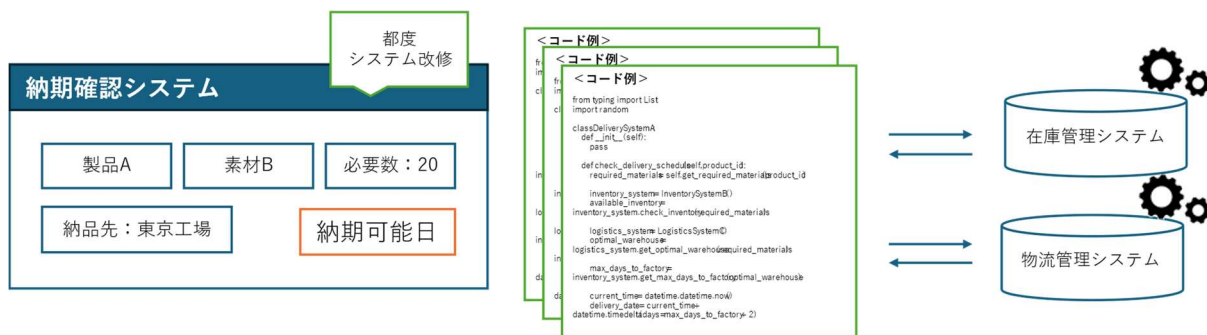 都度
システム改修
納期確認システム
製品A
素材B
必要数：20
納品先：東京工場
納期可能日
＜コード例＞
＜コード例＞
＜コード例＞
from typing import List
import random
classDeliverySystemA
def __init__(self):
pass
def check_delivery_schedule(self,product_id):
required_materials= self.get_required_materials(product_id)
inventory_system= InventorySystemB()
available_inventory=
inventory_system.check_inventory(required_materials)
logistics_system= LogisticsSystemC()
optimal_warehouse=
logistics_system.get_optimal_warehouse(required_materials)
max_days_to_factory=
inventory_system.get_max_days_to_factory(optimal_warehouse)
current_time= datetime.datetime.now()
delivery_date= current_time+
datetime.timedelta(days=max_days_to_factory+ 2)
在庫管理システム
物流管理システム